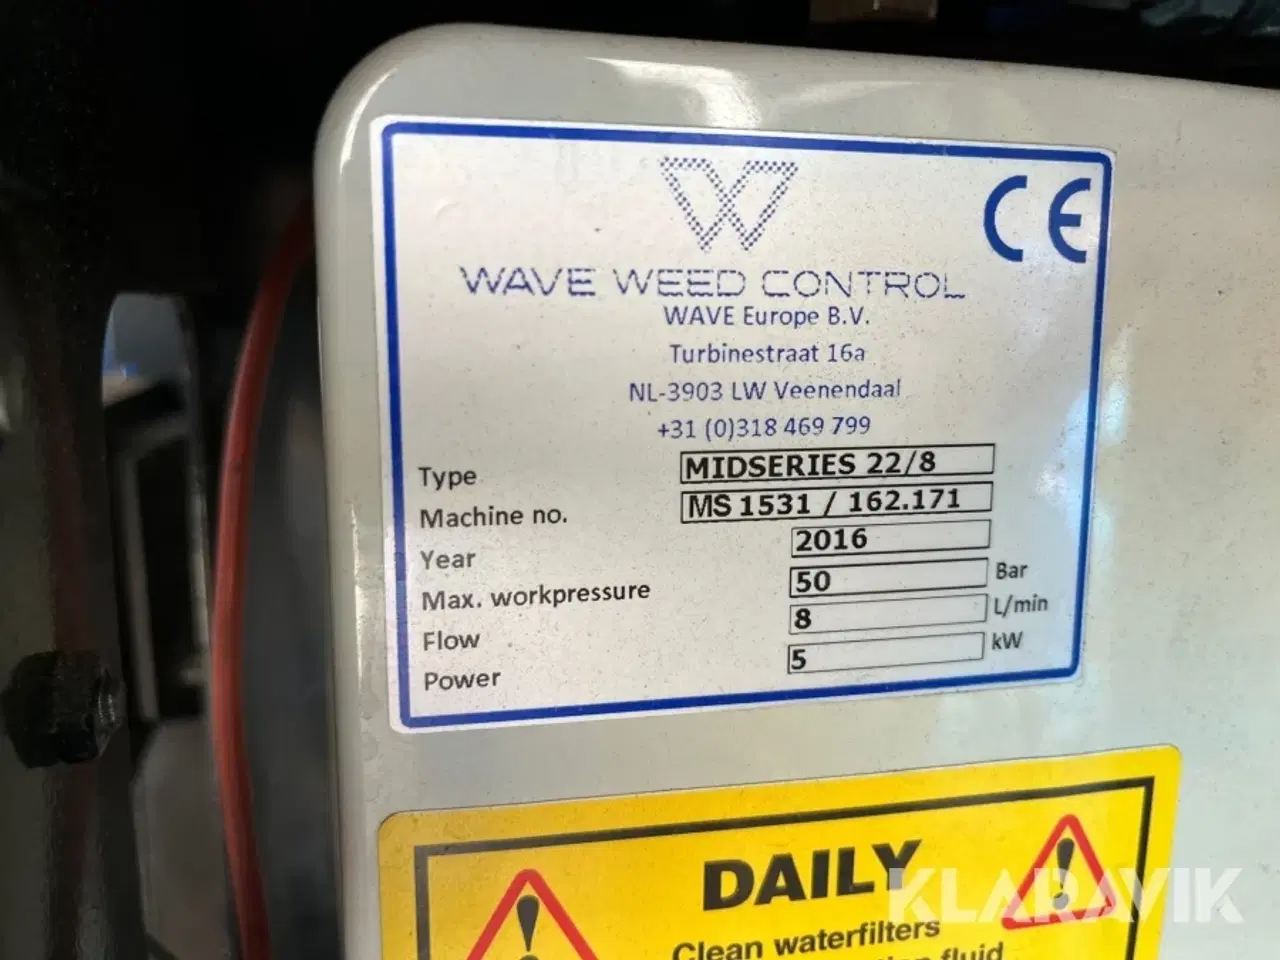 CE
WAVE WEED CONTROL
WAVE Europe B.V.
Turbinestraat 16a
NL-3903 LW Veenendaal
+31 (0)318 469 799
Type MIDSERIES 22/8
Machine no. MS 1531 / 162.171
Year 2016
Max. workpressure 50 Bar
Flow 8 L/min
Power 5 kW
DAILY
KLARAVIK
Clean waterfilters
fluid